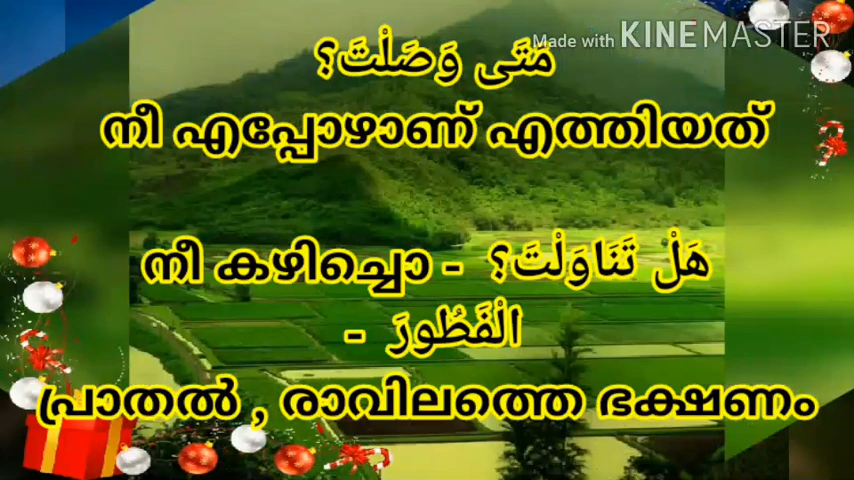 Made with KINEMASTER
مَتَى وَصَلْتَ؟
നീ എപ്പോഴാണ് എത്തിയത്
നീ കഴിച്ചൊ - هَلْ تَنَاوَلْتَ؟
الْفَطُورَ -
പ്രാതൽ , രാവിലത്തെ ഭക്ഷണം